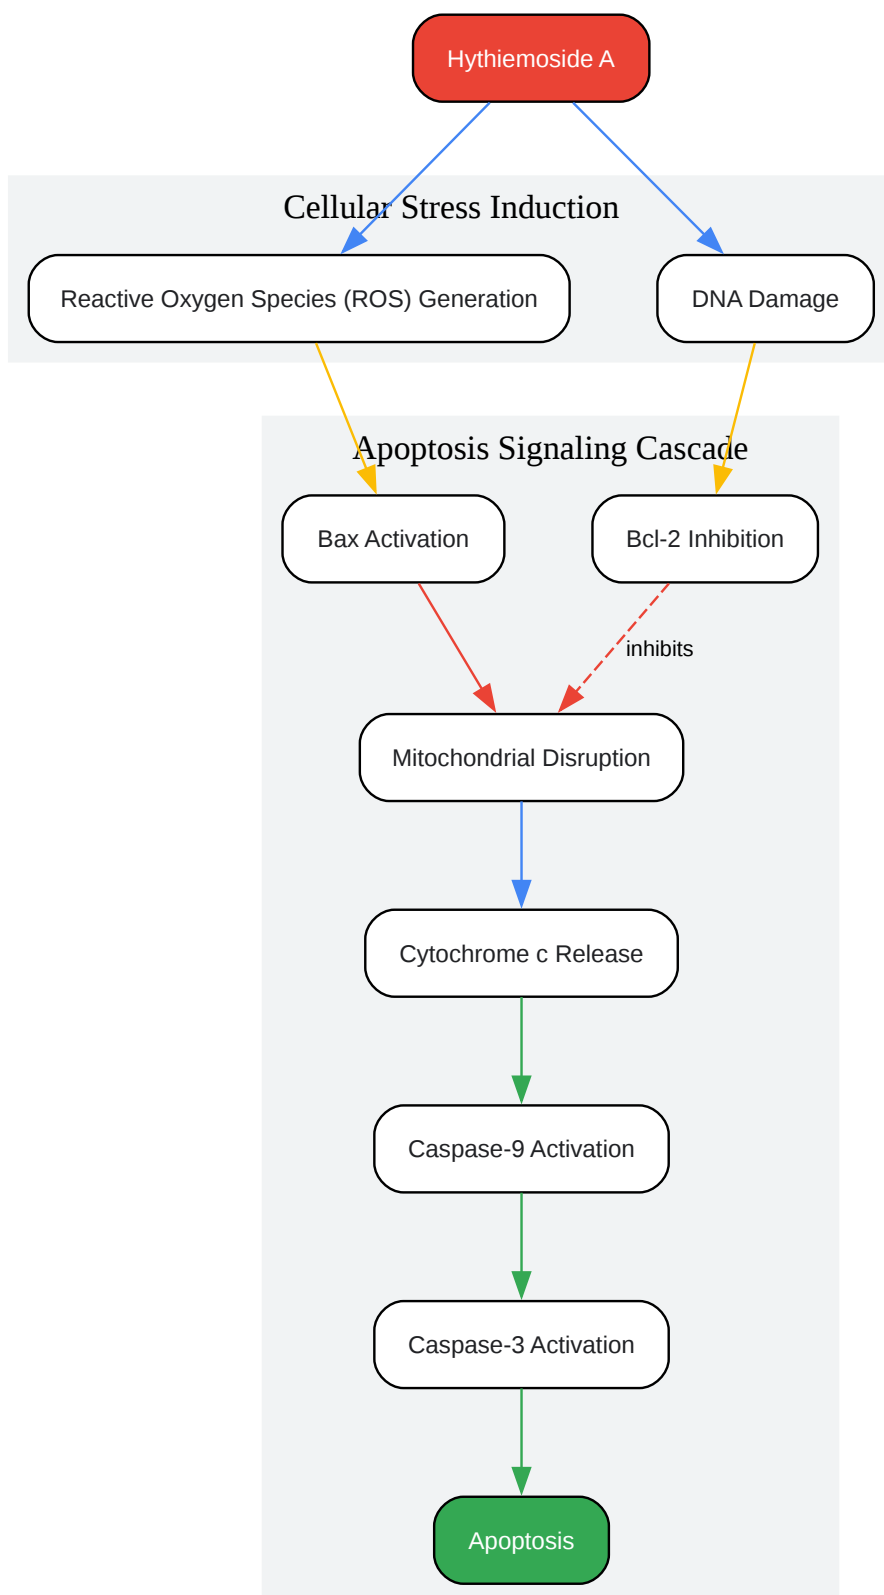 Hythiemoside A
Cellular Stress Induction
Reactive Oxygen Species (ROS) Generation
DNA Damage
Apoptosis Signaling Cascade
Bax Activation
Bcl-2 Inhibition
inhibits
Mitochondrial Disruption
Cytochrome c Release
Caspase-9 Activation
Caspase-3 Activation
Apoptosis